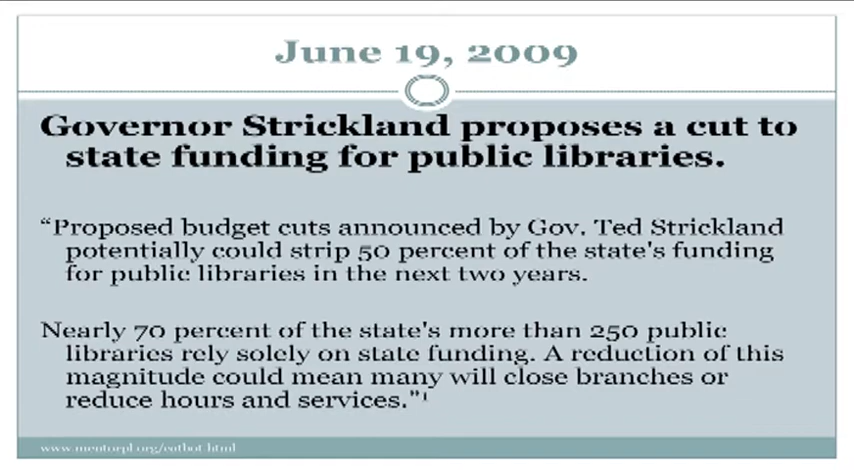 June 19, 2009
Governor Strickland proposes a cut to
state funding for public libraries.
“Proposed budget cuts announced by Gov. Ted Strickland
potentially could strip 50 percent of the state's funding
for public libraries in the next two years.
Nearly 70 percent of the state's more than 250 public
libraries rely solely on state funding. A reduction of this
magnitude could mean many will close branches or
reduce hours and services.”¹